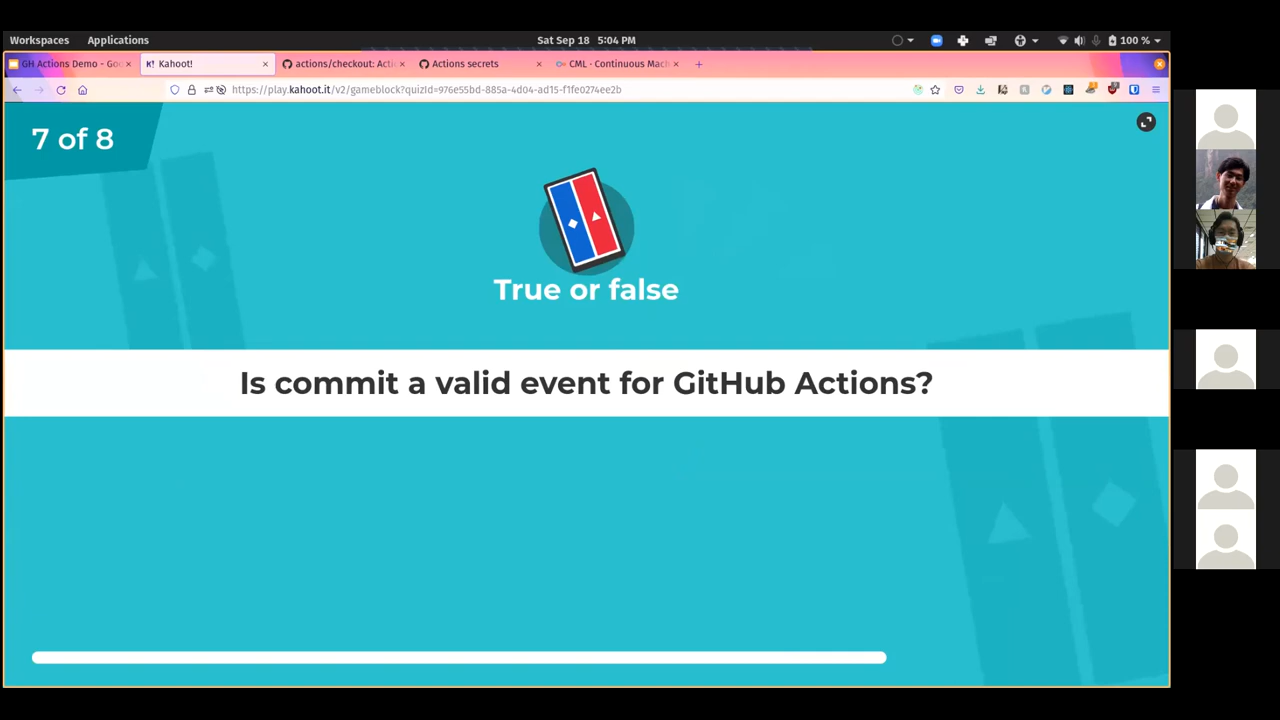 Workspaces Applications Sat Sep 18 5:04 PM 100 %
GH Actions Demo - Goo Kahoot! actions/checkout: Acti Actions secrets CML · Continuous Mach
https://play.kahoot.it/v2/gameblock?quizId=976e55bd-885a-4d04-ad15-f1fe0274ee2b
7 of 8
True or false
Is commit a valid event for GitHub Actions?